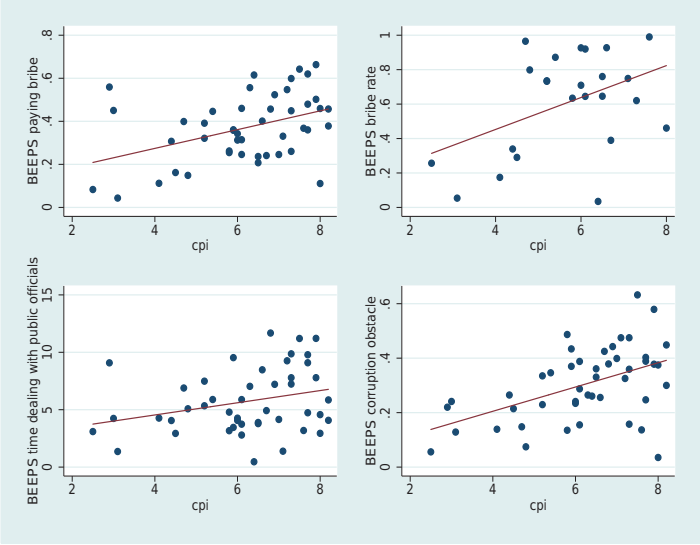 BEEPS paying bribe
.8
.6
.4
.2
0
2 4 6 8
cpi
BEEPS bribe rate
1
.8
.6
.4
.2
0
2 4 6 8
cpi
BEEPS time dealing with public officials
15
10
5
0
2 4 6 8
cpi
BEEPS corruption obstacle
.6
.4
.2
0
2 4 6 8
cpi